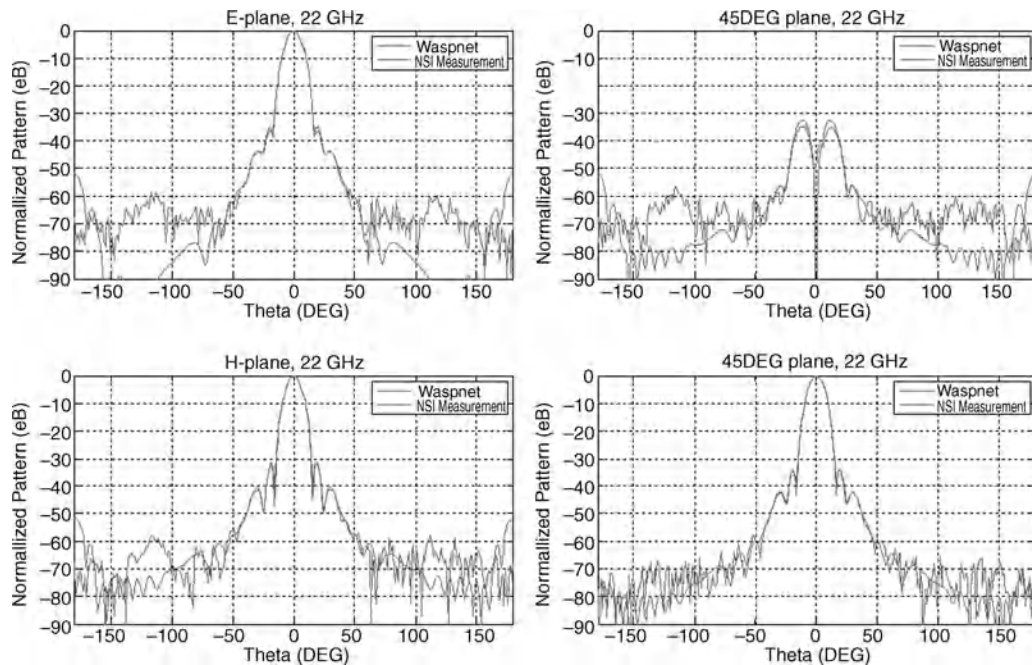 E-plane, 22 GHz
Normallized Pattern (eB)
0
−10
−20
−30
−40
−50
−60
−70
−80
−90
Waspnet
NSI Measurement
−150 −100 −50 0 50 100 150
Theta (DEG)
45DEG plane, 22 GHz
Normallized Pattern (eB)
0
−10
−20
−30
−40
−50
−60
−70
−80
−90
Waspnet
NSI Measurement
−150 −100 −50 0 50 100 150
Theta (DEG)
H-plane, 22 GHz
Normallized Pattern (eB)
0
−10
−20
−30
−40
−50
−60
−70
−80
−90
Waspnet
NSI Measurement
−150 −100 −50 0 50 100 150
Theta (DEG)
45DEG plane, 22 GHz
Normallized Pattern (eB)
0
−10
−20
−30
−40
−50
−60
−70
−80
−90
Waspnet
NSI Measurement
−150 −100 −50 0 50 100 150
Theta (DEG)